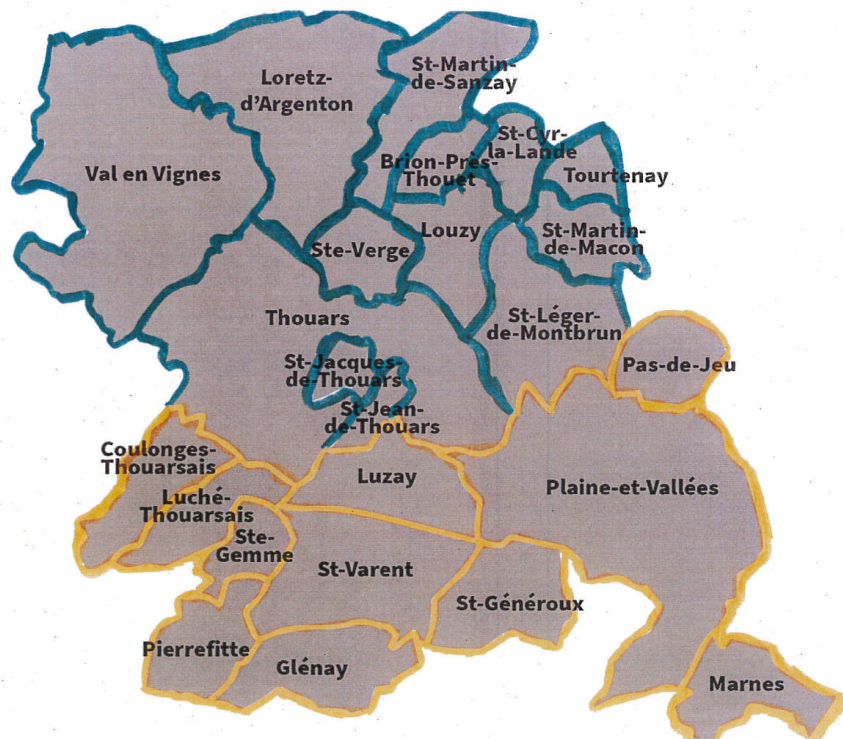 St-Martin-
de-Sanzay
Loretz-
d'Argenton
St-Cyr-
la-Lande
Brion-Près-
Thouet
Val en Vignes
Tourtenay
Louzy
St-Martin-
de-Macon
Ste-Verge
Thouars
St-Léger-
de-Montbrun
St-Jacques-
de-Thouars
Pas-de-Jeu
St-Jean-
de-Thouars
Coulonges-
Thouarsais
Luzay
Plaine-et-Vallées
Luché-
Thouarsais
Ste-
Gemme
St-Varent
St-Généroux
Pierrefitte
Glénay
Marnes